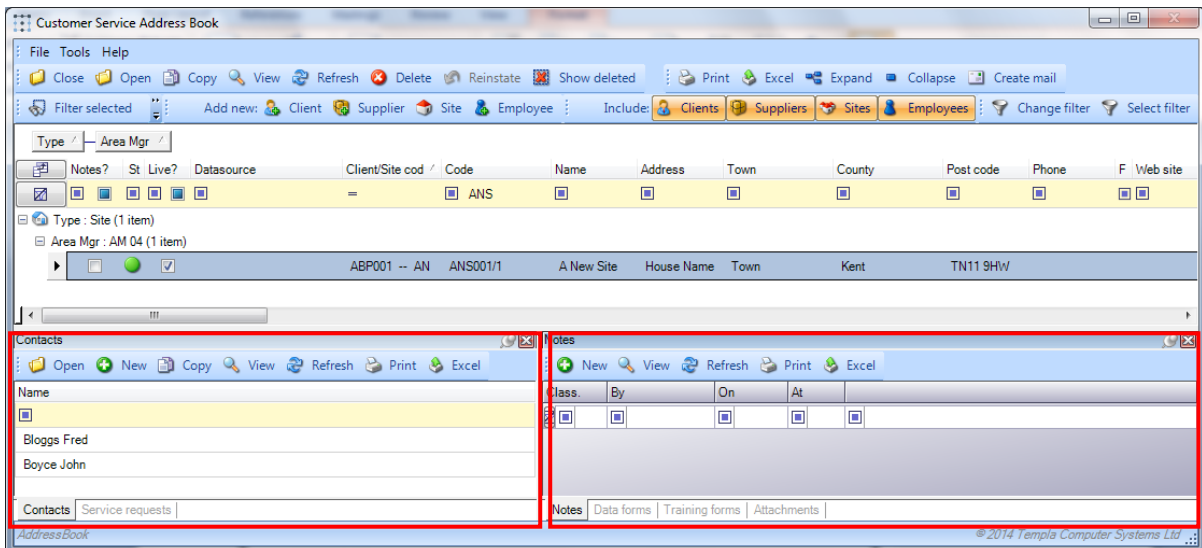 Customer Service Address Book
File Tools Help
Close Open Copy View Refresh Delete Reinstate Show deleted Print Excel Expand Collapse Create mail
Filter selected Add new: Client Supplier Site Employee Include: Clients Suppliers Sites Employees Change filter Select filter
Type Area Mgr
Notes? St Live? Datasource Client/Site cod Code Name Address Town County Post code Phone F Web site
= ANS
Type : Site (1 item)
Area Mgr : AM 04 (1 item)
ABP001 -- AN ANS001/1 A New Site House Name Town Kent TN11 9HW
Contacts Notes
Open New Copy View Refresh Print Excel New View Refresh Print Excel
Name Class. By On At
Bloggs Fred
Boyce John
Contacts Service requests Notes Data forms Training forms Attachments
AddressBook © 2014 Templa Computer Systems Ltd